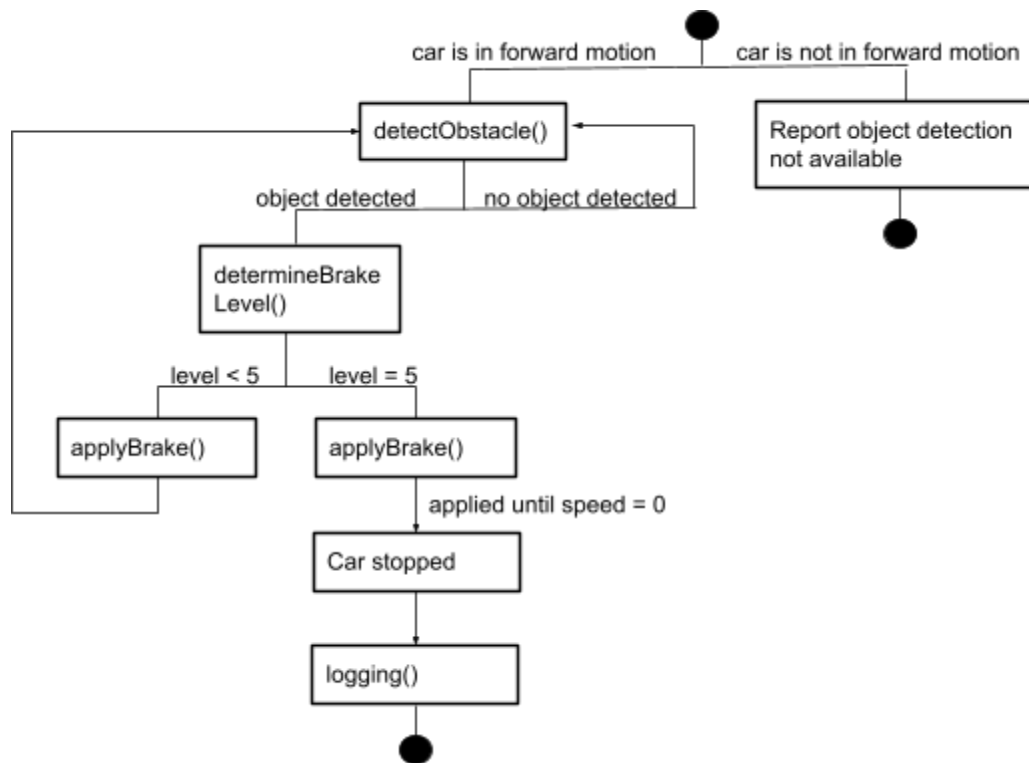 car is in forward motion
car is not in forward motion
detectObstacle()
Report object detection
not available
object detected
no object detected
determineBrake
Level()
level < 5
level = 5
applyBrake()
applyBrake()
applied until speed = 0
Car stopped
logging()